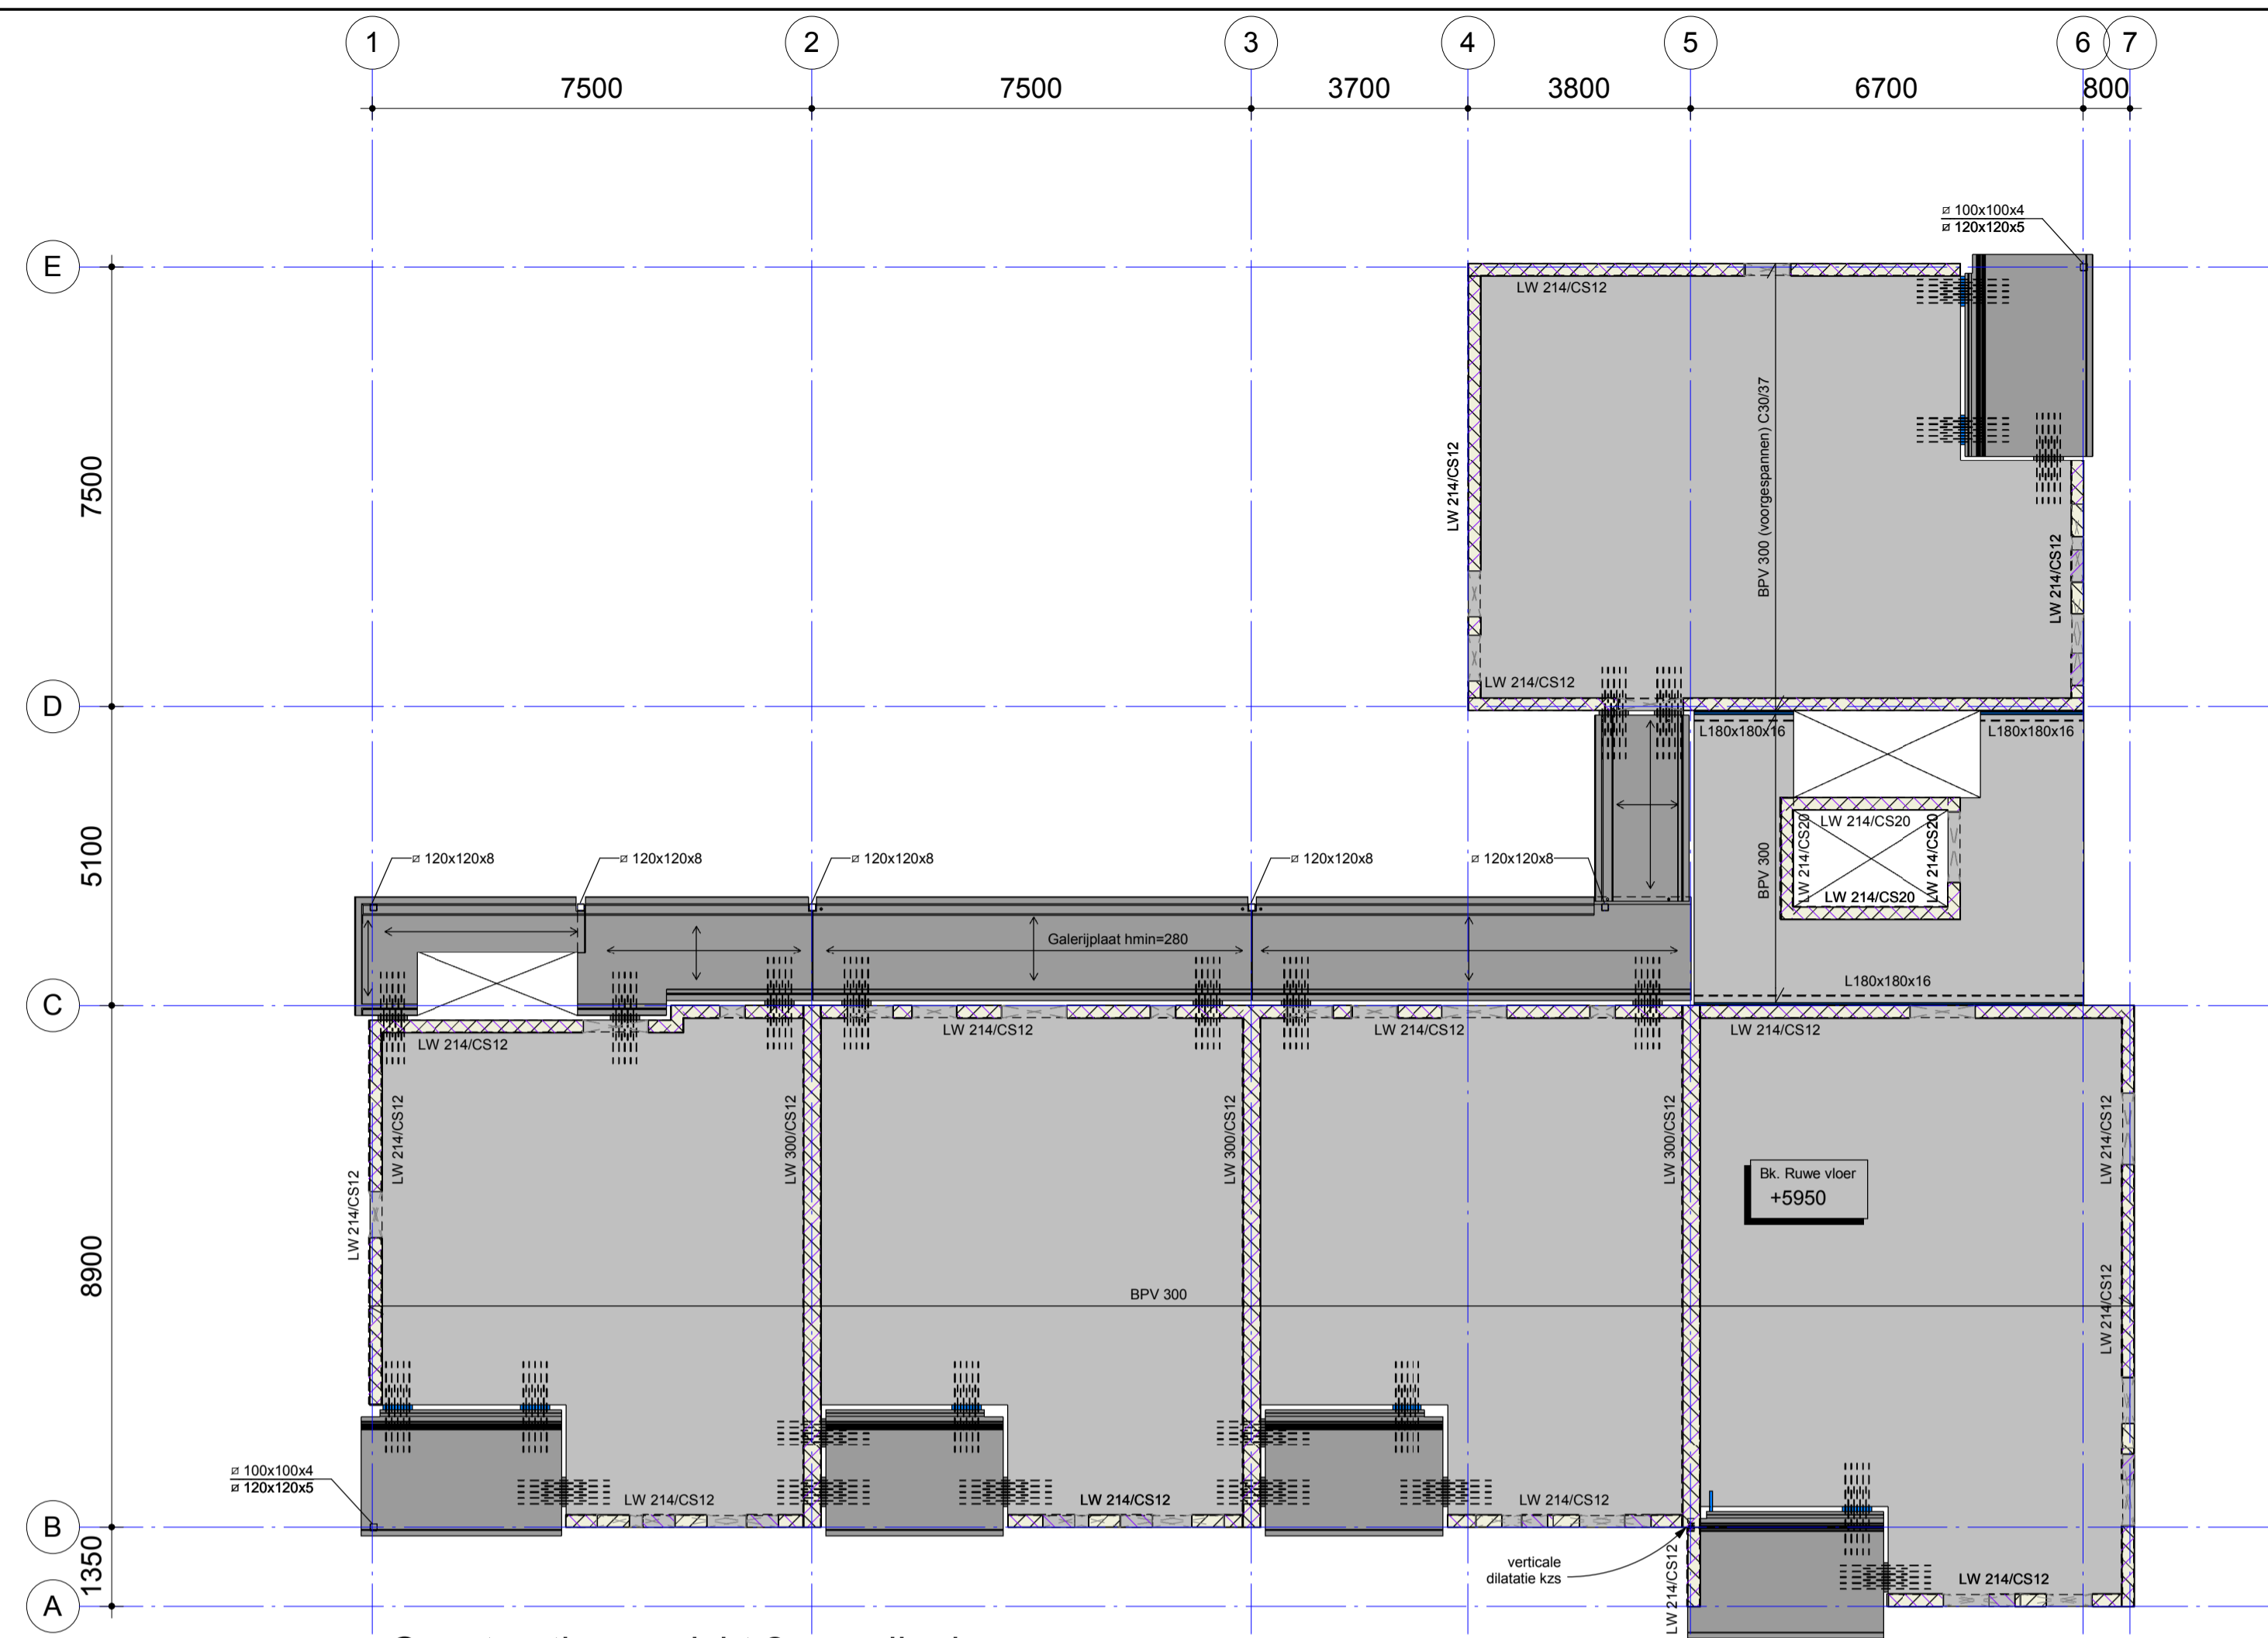 1 2 3 4 5 6 7
7500 7500 3700 3800 6700 800
⧄ 100x100x4
⧄ 120x120x5
E
LW 214/CS12
BPV 300 (voorgespannen) C30/37
LW 214/CS12
7500
LW 214/CS12
LW 214/CS12
D
L180x180x16
L180x180x16
LW 214/CS20
LW 214/CS20
LW 214/CS20
LW 214/CS20
BPV 300
5100
⧄ 120x120x8
⧄ 120x120x8
⧄ 120x120x8
⧄ 120x120x8
⧄ 120x120x8
Galerijplaat hmin=280
L180x180x16
C
LW 214/CS12
LW 214/CS12
LW 214/CS12
LW 214/CS12
LW 214/CS12
LW 300/CS12
LW 300/CS12
LW 300/CS12
LW 214/CS12
LW 214/CS12
Bk. Ruwe vloer
+5950
8900
BPV 300
LW 214/CS12
⧄ 100x100x4
⧄ 120x120x5
LW 214/CS12
LW 214/CS12
LW 214/CS12
B
verticale
dilatatie kzs
LW 214/CS12
LW 214/CS12
1350
A